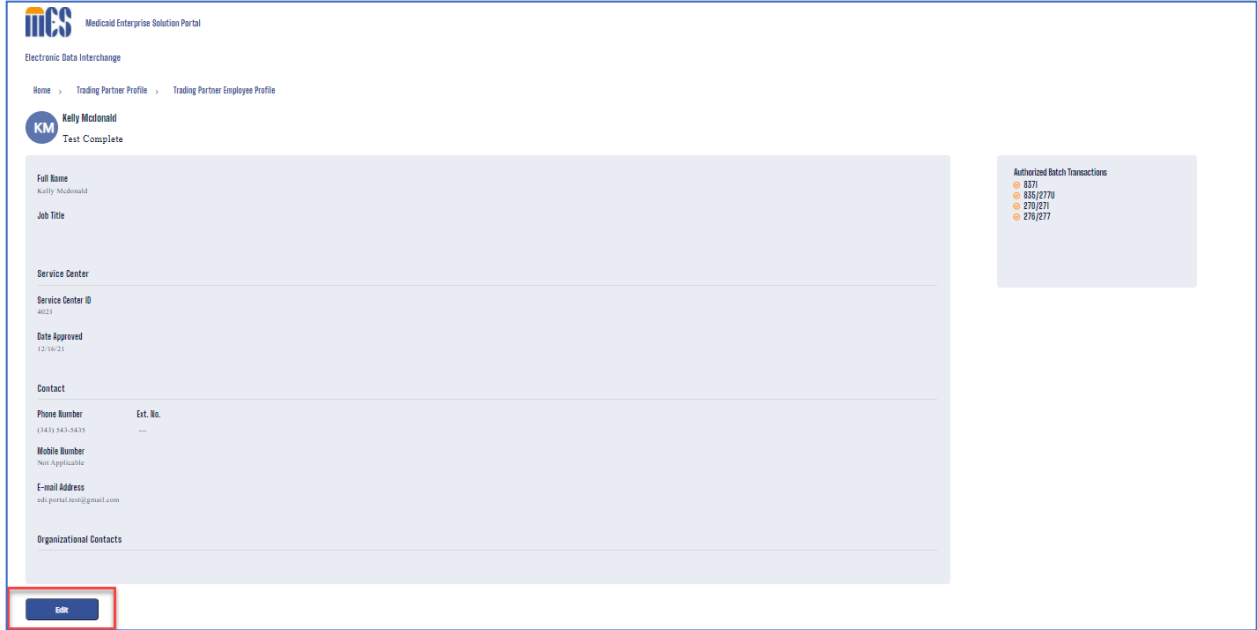 mes Medicaid Enterprise Solution Portal
Electronic Data Interchange
Home > Trading Partner Profile > Trading Partner Employee Profile
KM
Kelly Mcdonald
Test Complete
Full Name
Kelly Mcdonald
Job Title
Service Center
Service Center ID
4023
Date Approved
12/16/21
Contact
Phone Number Ext. No.
(343) 543-5435 ---
Mobile Number
Not Applicable
E-mail Address
edi.portal.test@gmail.com
Organizational Contacts
Edit
Authorized Batch Transactions
837I
835/277U
270/271
276/277